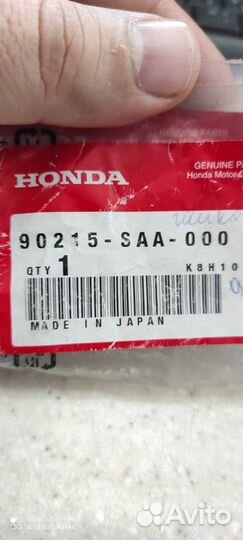 GENUINE PA
HONDA
Honda Motor C
90215-SAA-000
QTY 1 K8H10
MADE IN JAPAN
Avito